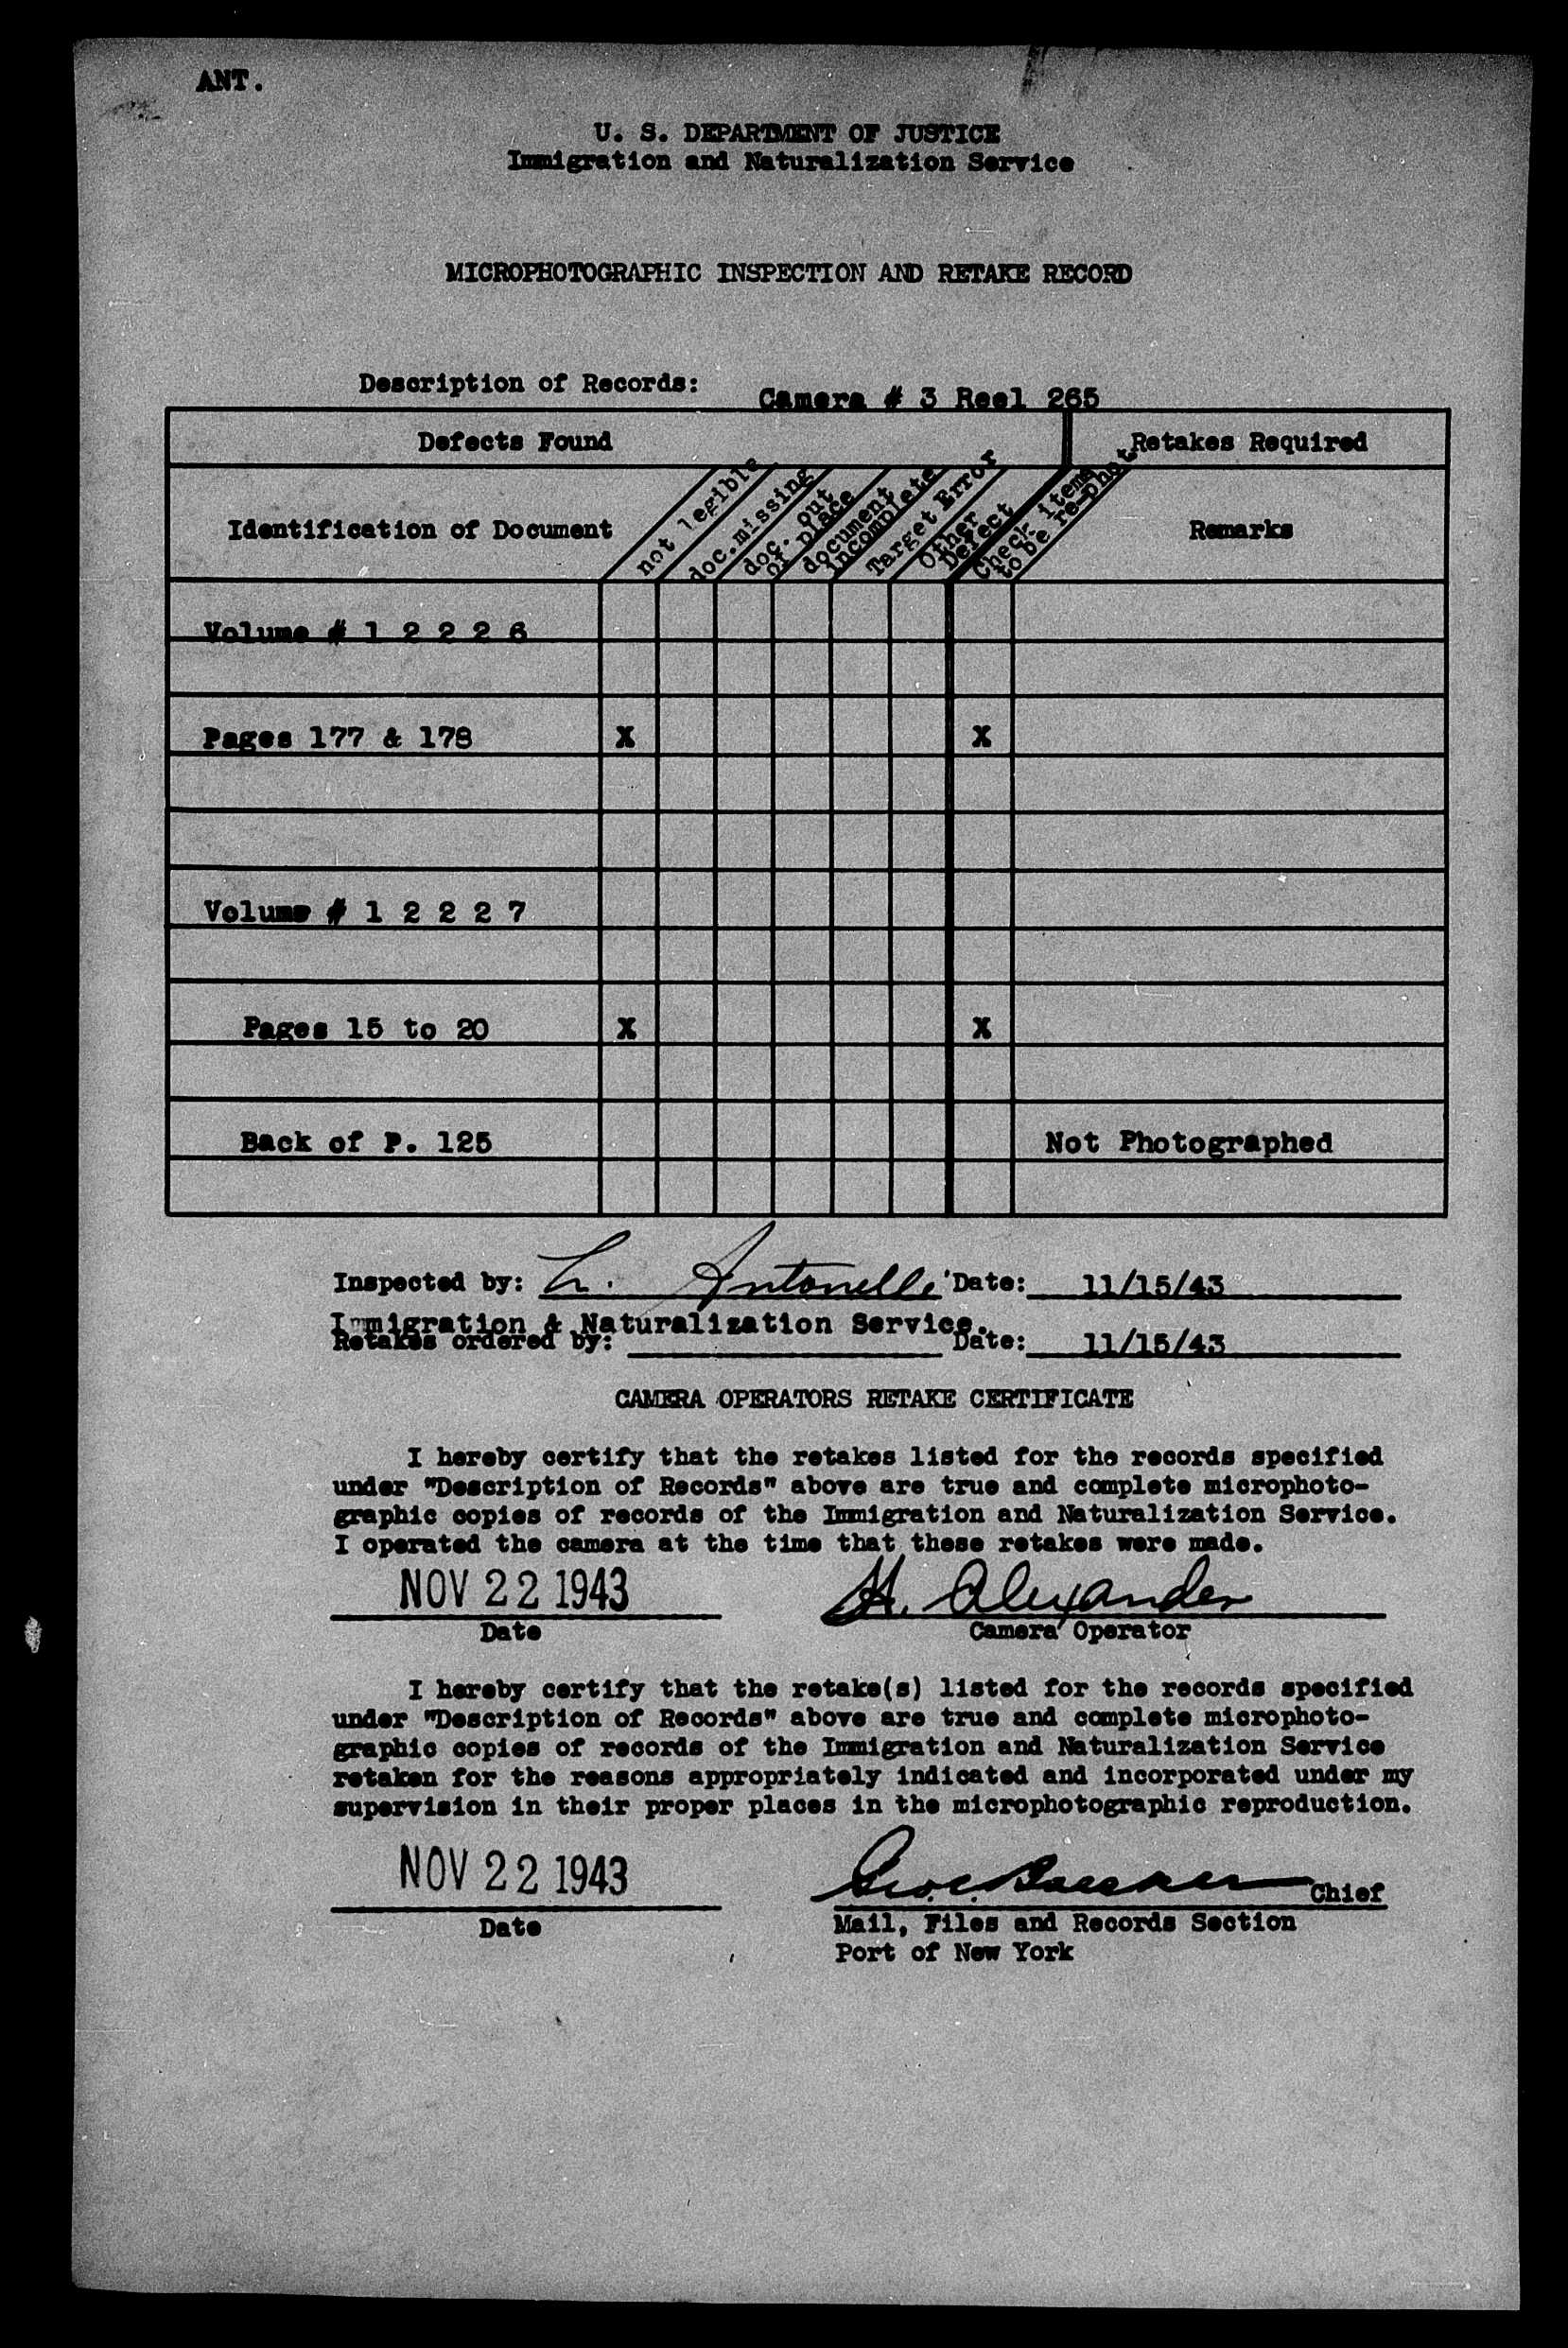 ANT.
U. S. DEPARTMENT OF JUSTICE
Immigration and Naturalization Service
MICROPHOTOGRAPHIC INSPECTION AND RETAKE RECORD
Description of Records: Camera # 3 Reel 265
Defects Found Retakes Required
Identification of Document
not legible
doc. missing
doc. out
of place
document
incomplete
Target Error
Other
Defect
Check items
to be re-phot.
Remarks
Volume # 1 2 2 2 6
Pages 177 & 178 X X
Volume # 1 2 2 2 7
Pages 15 to 20 X X
Back of P. 125 Not Photographed
Inspected by: L. Antonelli Date: 11/15/43
Immigration & Naturalization Service.
Retakes ordered by: Date: 11/15/43
CAMERA OPERATORS RETAKE CERTIFICATE
I hereby certify that the retakes listed for the records specified
under "Description of Records" above are true and complete microphoto-
graphic copies of records of the Immigration and Naturalization Service.
I operated the camera at the time that these retakes were made.
NOV 22 1943 H. Alexander
Date Camera Operator
I hereby certify that the retake(s) listed for the records specified
under "Description of Records" above are true and complete microphoto-
graphic copies of records of the Immigration and Naturalization Service
retaken for the reasons appropriately indicated and incorporated under my
supervision in their proper places in the microphotographic reproduction.
NOV 22 1943 Chief
Date Mail, Files and Records Section
Port of New York